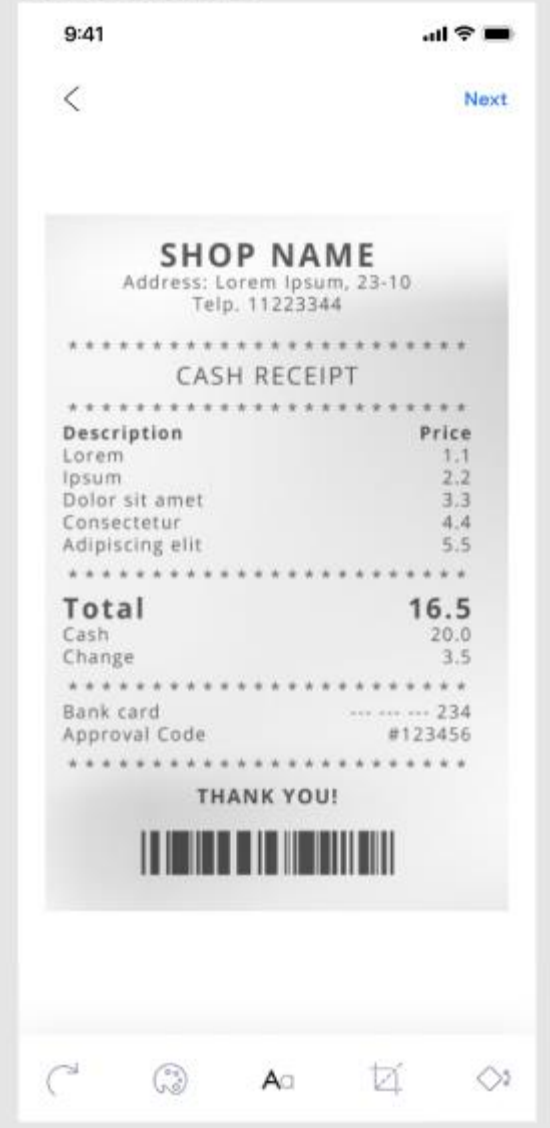 9:41
Next
SHOP NAME
Address: Lorem Ipsum, 23-10
Telp. 11223344
* * * * * * * * * * * * * * * * * * * * * * * *
CASH RECEIPT
* * * * * * * * * * * * * * * * * * * * * * * *
Description Price
Lorem 1.1
Ipsum 2.2
Dolor sit amet 3.3
Consectetur 4.4
Adipiscing elit 5.5
* * * * * * * * * * * * * * * * * * * * * * * *
Total 16.5
Cash 20.0
Change 3.5
* * * * * * * * * * * * * * * * * * * * * * * *
Bank card --- --- --- 234
Approval Code #123456
* * * * * * * * * * * * * * * * * * * * * * * *
THANK YOU!
Aa